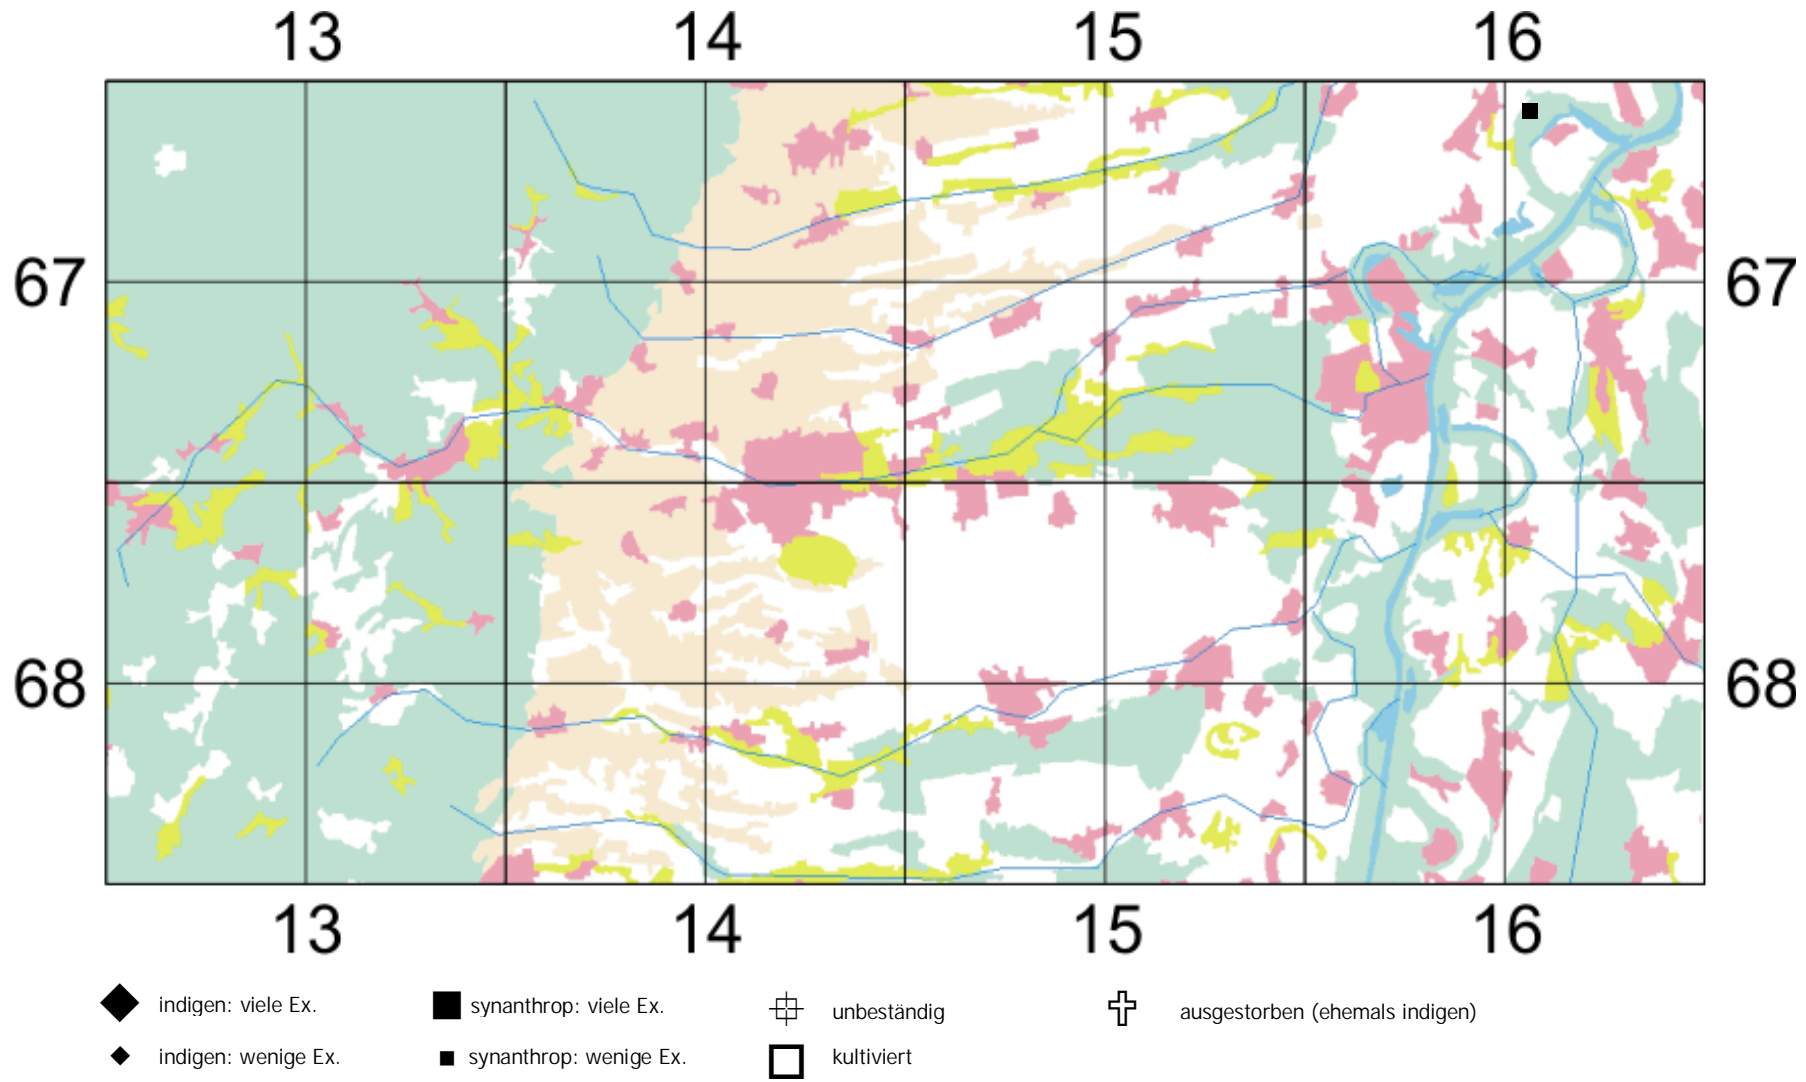 13 14 15 16
67 67
68 68
13 14 15 16
indigen: viele Ex. synanthrop: viele Ex. unbeständig ausgestorben (ehemals indigen)
indigen: wenige Ex. synanthrop: wenige Ex. kultiviert